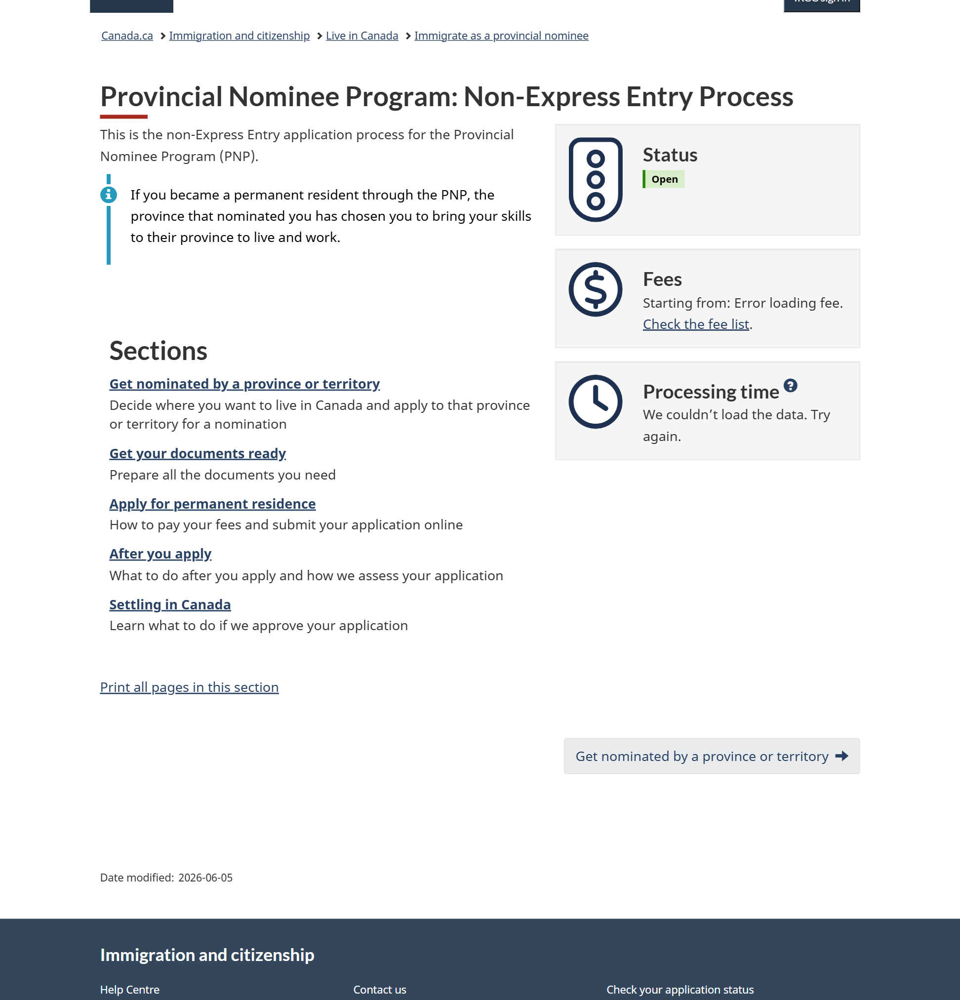 Canada.ca > Immigration and citizenship > Live in Canada > Immigrate as a provincial nominee
Provincial Nominee Program: Non-Express Entry Process
This is the non-Express Entry application process for the Provincial
Nominee Program (PNP).
If you became a permanent resident through the PNP, the
province that nominated you has chosen you to bring your skills
to their province to live and work.
Status
Open
Fees
Starting from: Error loading fee.
Check the fee list.
Processing time
We couldn’t load the data. Try
again.
Sections
Get nominated by a province or territory
Decide where you want to live in Canada and apply to that province
or territory for a nomination
Get your documents ready
Prepare all the documents you need
Apply for permanent residence
How to pay your fees and submit your application online
After you apply
What to do after you apply and how we assess your application
Settling in Canada
Learn what to do if we approve your application
Print all pages in this section
Get nominated by a province or territory
Date modified: 2026-06-05
Immigration and citizenship
Help Centre
Contact us
Check your application status